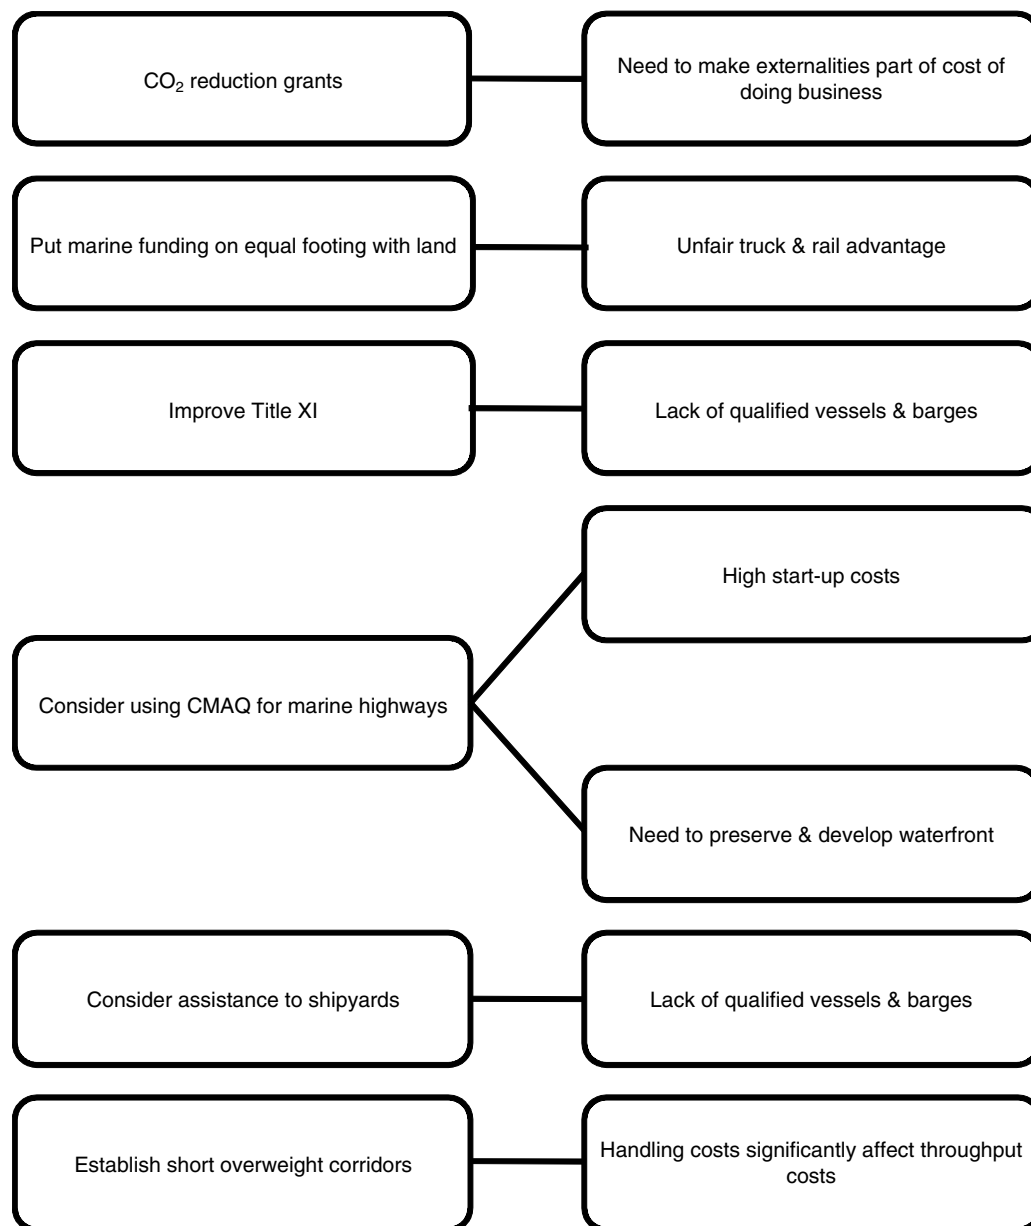 CO₂ reduction grants
Need to make externalities part of cost of
doing business
Put marine funding on equal footing with land
Unfair truck & rail advantage
Improve Title XI
Lack of qualified vessels & barges
High start-up costs
Consider using CMAQ for marine highways
Need to preserve & develop waterfront
Consider assistance to shipyards
Lack of qualified vessels & barges
Establish short overweight corridors
Handling costs significantly affect throughput
costs